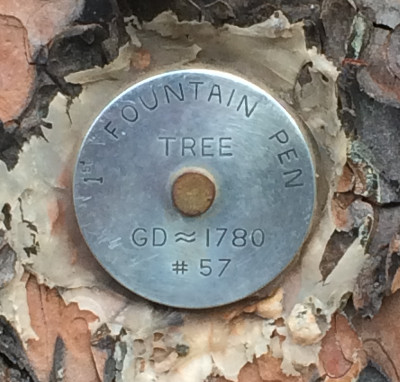 1st FOUNTAIN PEN
TREE
GD ≈ 1780
# 57